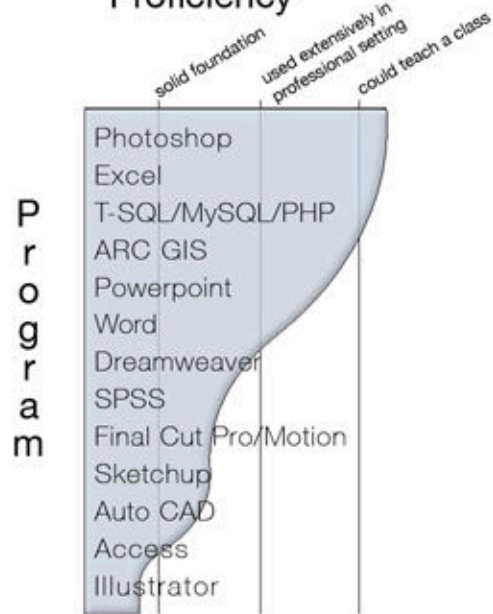 Proficiency
solid foundation
used extensively in
professional setting
could teach a class
Program
Photoshop
Excel
T-SQL/MySQL/PHP
ARC GIS
Powerpoint
Word
Dreamweaver
SPSS
Final Cut Pro/Motion
Sketchup
Auto CAD
Access
Illustrator